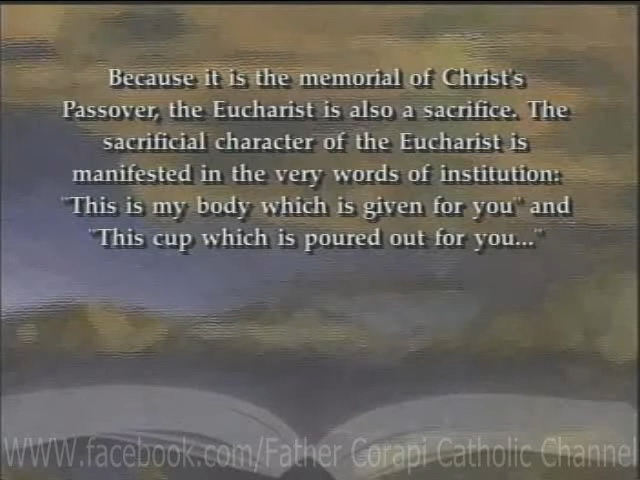 Because it is the memorial of Christ's
Passover, the Eucharist is also a sacrifice. The
sacrificial character of the Eucharist is
manifested in the very words of institution:
"This is my body which is given for you" and
"This cup which is poured out for you..."
WWW.facebook.com/Father Corapi Catholic Channel